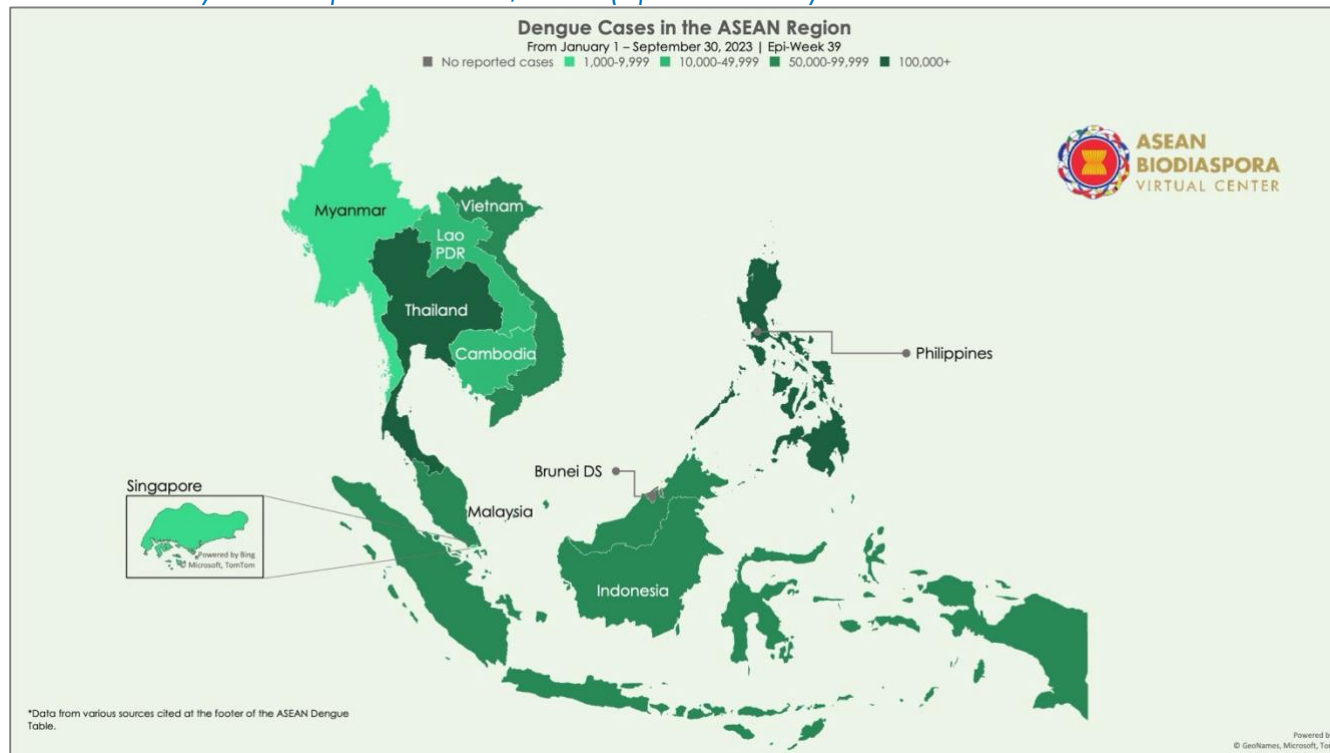 Dengue Cases in the ASEAN Region
From January 1 – September 30, 2023 | Epi-Week 39
No reported cases 1,000-9,999 10,000-49,999 50,000-99,999 100,000+
ASEAN
BIODIASPORA
VIRTUAL CENTER
Myanmar
Vietnam
Lao
PDR
Thailand
Cambodia
Philippines
Brunei DS
Singapore
Powered by Bing
© Microsoft, TomTom
Malaysia
Indonesia
*Data from various sources cited at the footer of the ASEAN Dengue
Table.
Powered by
© GeoNames, Microsoft,